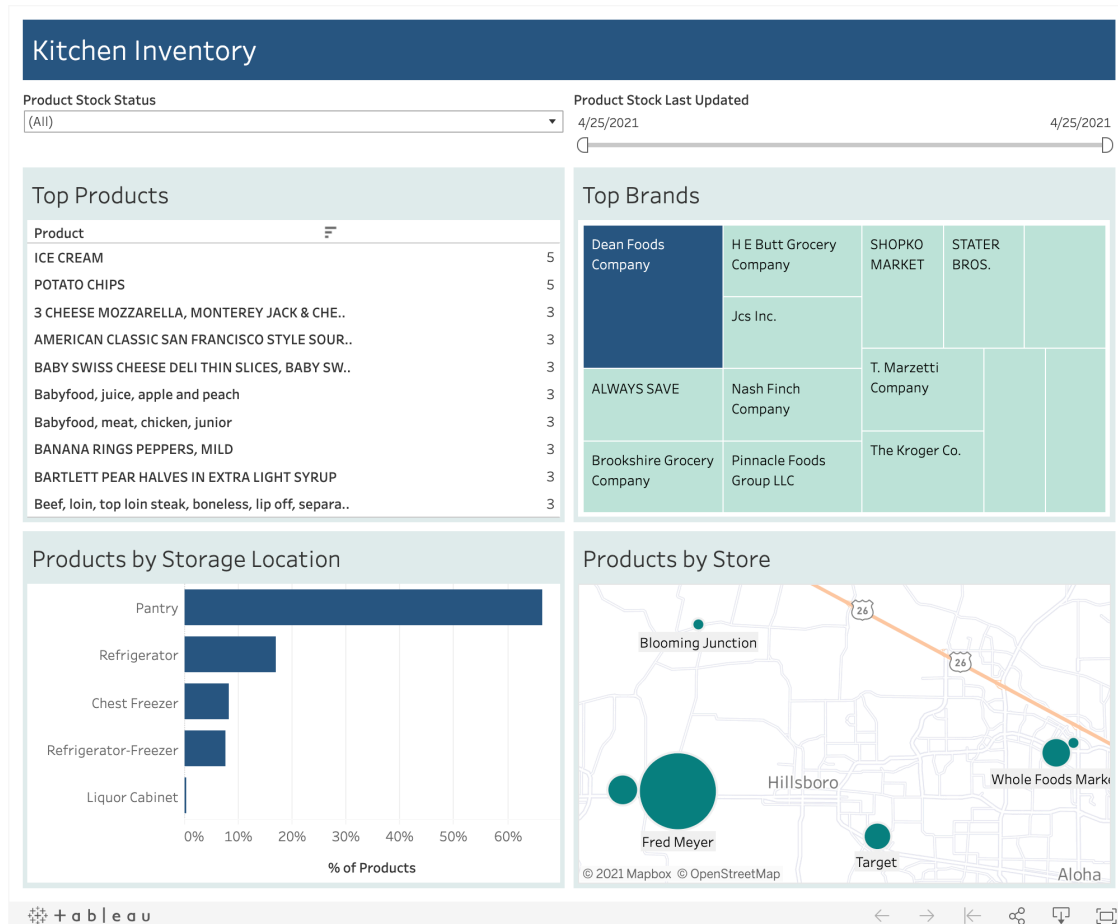 Kitchen Inventory
Product Stock Status
(All)
Product Stock Last Updated
4/25/2021
4/25/2021
Top Products
Product
ICE CREAM 5
POTATO CHIPS 5
3 CHEESE MOZZARELLA, MONTEREY JACK & CHE.. 3
AMERICAN CLASSIC SAN FRANCISCO STYLE SOUR.. 3
BABY SWISS CHEESE DELI THIN SLICES, BABY SW.. 3
Babyfood, juice, apple and peach 3
Babyfood, meat, chicken, junior 3
BANANA RINGS PEPPERS, MILD 3
BARTLETT PEAR HALVES IN EXTRA LIGHT SYRUP 3
Beef, loin, top loin steak, boneless, lip off, separa.. 3
Top Brands
Dean Foods
Company
ALWAYS SAVE
Brookshire Grocery
Company
H E Butt Grocery
Company
Jcs Inc.
Nash Finch
Company
Pinnacle Foods
Group LLC
SHOPKO
MARKET
STATER
BROS.
T. Marzetti
Company
The Kroger Co.
Products by Storage Location
Pantry
Refrigerator
Chest Freezer
Refrigerator-Freezer
Liquor Cabinet
0% 10% 20% 30% 40% 50% 60%
% of Products
Products by Store
26
Blooming Junction
26
Whole Foods Marke
Hillsboro
Fred Meyer
Target
© 2021 Mapbox © OpenStreetMap
Aloha
+ a b l e a u